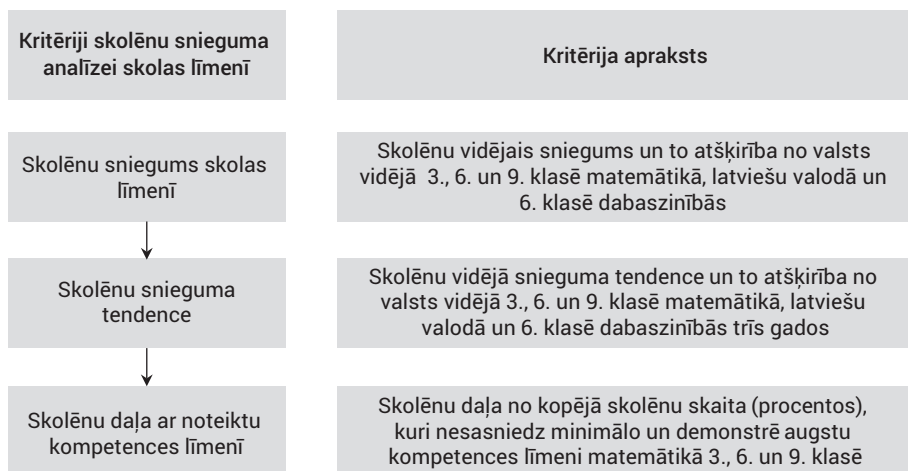 Kritēriji skolēnu snieguma
analīzei skolas līmenī
Kritērija apraksts
Skolēnu sniegums skolas
līmenī
Skolēnu vidējais sniegums un to atšķirība no valsts
vidējā 3., 6. un 9. klasē matemātikā, latviešu valodā un
6. klasē dabaszinībās
Skolēnu snieguma
tendence
Skolēnu vidējā snieguma tendence un to atšķirība no
valsts vidējā 3., 6. un 9. klasē matemātikā, latviešu
valodā un 6. klasē dabaszinībās trīs gados
Skolēnu daļa ar noteiktu
kompetences līmenī
Skolēnu daļa no kopējā skolēnu skaita (procentos),
kuri nesasniedz minimālo un demonstrē augstu
kompetences līmeni matemātikā 3., 6. un 9. klasē